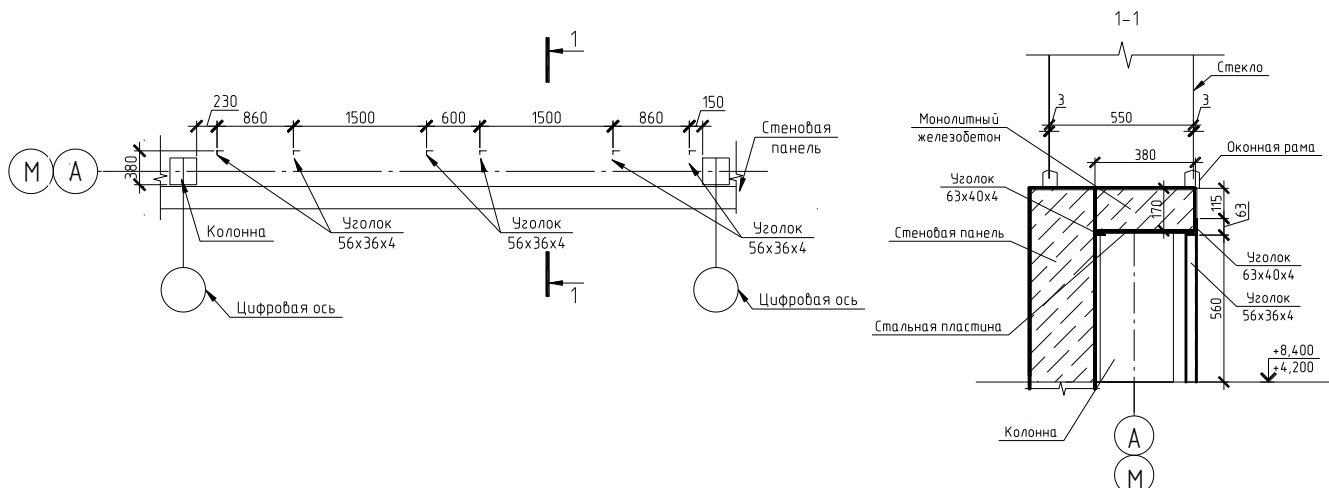 1
230
860
1500
600
1500
860
150
Стеновая
панель
М
А
380
Колонна
Уголок
56х36х4
Уголок
56х36х4
Уголок
56х36х4
1
Цифровая ось
Цифровая ось
1-1
Стекло
3
550
3
Монолитный
железобетон
380
Оконная рама
Уголок
63х40х4
170
115
63
Стеновая панель
Уголок
63х40х4
Уголок
56х36х4
560
Стальная пластина
+8,400
+4,200
Колонна
А
М